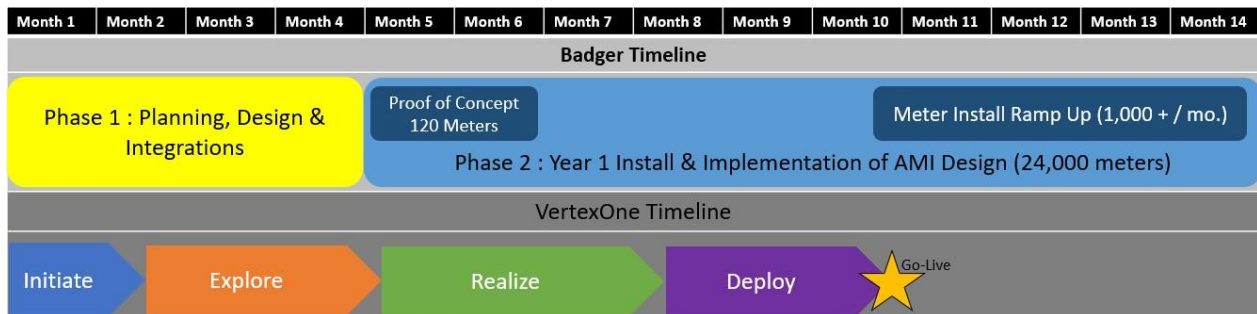 Month 1 Month 2 Month 3 Month 4 Month 5 Month 6 Month 7 Month 8 Month 9 Month 10 Month 11 Month 12 Month 13 Month 14
Badger Timeline
Phase 1 : Planning, Design &
Integrations
Proof of Concept
120 Meters
Meter Install Ramp Up (1,000 + / mo.)
Phase 2 : Year 1 Install & Implementation of AMI Design (24,000 meters)
VertexOne Timeline
Initiate
Explore
Realize
Deploy
Go-Live